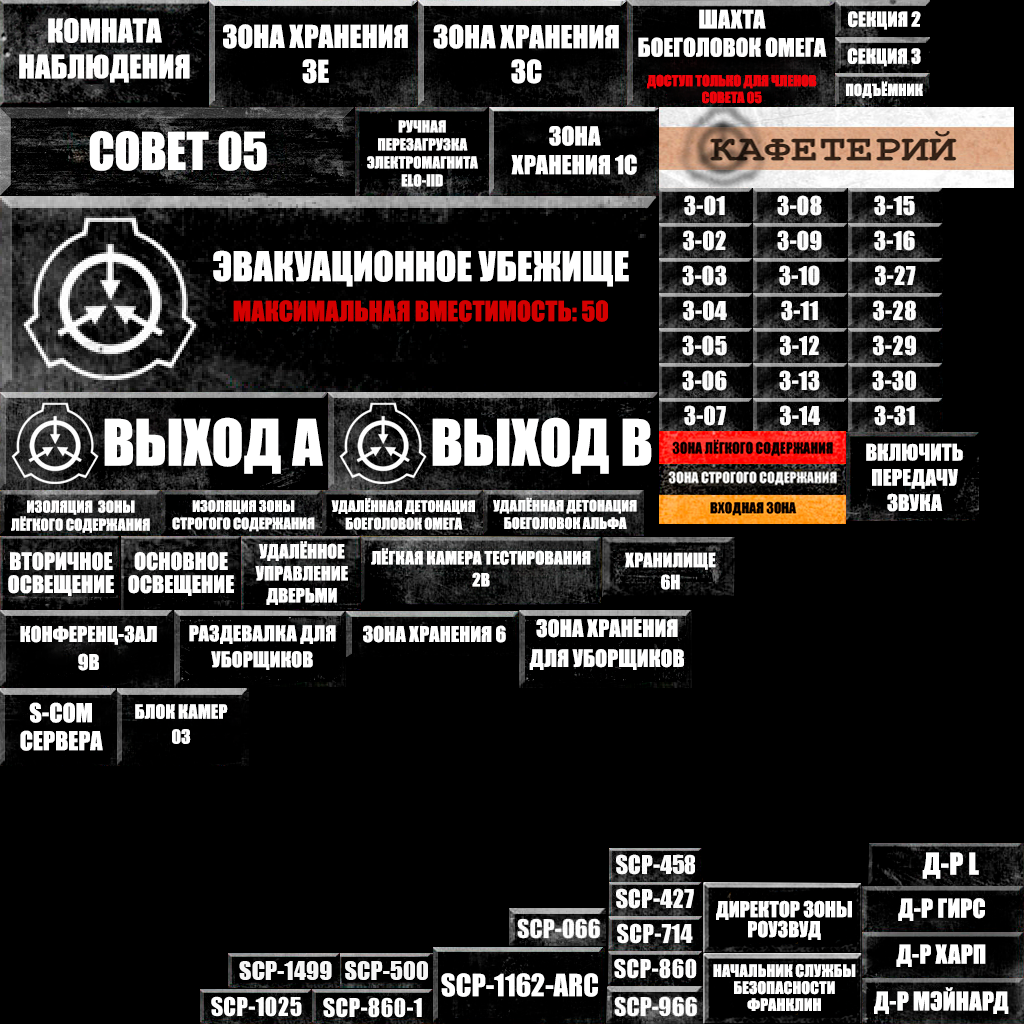 КОМНАТА
НАБЛЮДЕНИЯ
ЗОНА ХРАНЕНИЯ
3E
ЗОНА ХРАНЕНИЯ
3C
ШАХТА
БОЕГОЛОВОК ОМЕГА
ДОСТУП ТОЛЬКО ДЛЯ ЧЛЕНОВ
СОВЕТА 05
СЕКЦИЯ 2
СЕКЦИЯ 3
ПОДЪЁМНИК
СОВЕТ 05
РУЧНАЯ
ПЕРЕЗАГРУЗКА
ЭЛЕКТРОМАГНИТА
ELO-IID
ЗОНА
ХРАНЕНИЯ 1С
КАФЕТЕРИЙ
ЭВАКУАЦИОННОЕ УБЕЖИЩЕ
МАКСИМАЛЬНАЯ ВМЕСТИМОСТЬ: 50
3-01
3-08
3-15
3-02
3-09
3-16
3-03
3-10
3-27
3-04
3-11
3-28
3-05
3-12
3-29
3-06
3-13
3-30
3-07
3-14
3-31
ВЫХОД A
ВЫХОД B
ЗОНА ЛЁГКОГО СОДЕРЖАНИЯ
ЗОНА СТРОГОГО СОДЕРЖАНИЯ
ВХОДНАЯ ЗОНА
ВКЛЮЧИТЬ
ПЕРЕДАЧУ
ЗВУКА
ИЗОЛЯЦИЯ ЗОНЫ
ЛЁГКОГО СОДЕРЖАНИЯ
ИЗОЛЯЦИЯ ЗОНЫ
СТРОГОГО СОДЕРЖАНИЯ
УДАЛЁННАЯ ДЕТОНАЦИЯ
БОЕГОЛОВОК ОМЕГА
УДАЛЁННАЯ ДЕТОНАЦИЯ
БОЕГОЛОВОК АЛЬФА
ВТОРИЧНОЕ
ОСВЕЩЕНИЕ
ОСНОВНОЕ
ОСВЕЩЕНИЕ
УДАЛЁННОЕ
УПРАВЛЕНИЕ
ДВЕРЬМИ
ЛЁГКАЯ КАМЕРА ТЕСТИРОВАНИЯ
2B
ХРАНИЛИЩЕ
6H
КОНФЕРЕНЦ-ЗАЛ
9B
РАЗДЕВАЛКА ДЛЯ
УБОРЩИКОВ
ЗОНА ХРАНЕНИЯ 6
ЗОНА ХРАНЕНИЯ
ДЛЯ УБОРЩИКОВ
S-COM
СЕРВЕРА
БЛОК КАМЕР
03
SCP-458
SCP-427
SCP-714
SCP-860
SCP-966
SCP-066
SCP-1499
SCP-500
SCP-1162-ARC
SCP-1025
SCP-860-1
ДИРЕКТОР ЗОНЫ
РОУЗВУД
НАЧАЛЬНИК СЛУЖБЫ
БЕЗОПАСНОСТИ
ФРАНКЛИН
Д-Р L
Д-Р ГИРС
Д-Р ХАРП
Д-Р МЭЙНАРД